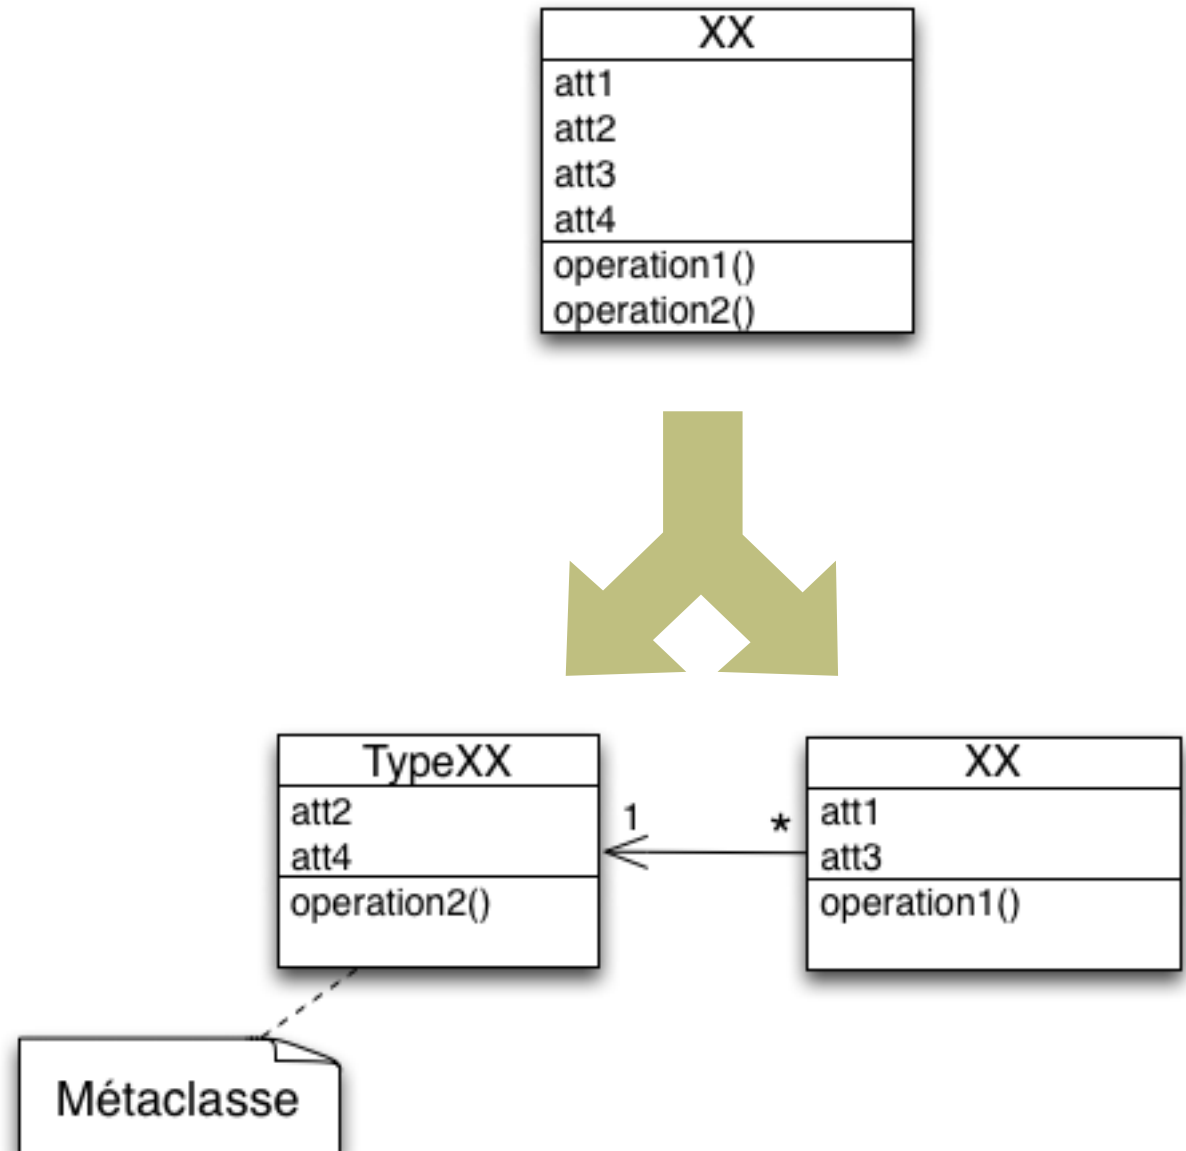 XX
att1
att2
att3
att4
operation1()
operation2()
TypeXX
att2
att4
operation2()
1
*
XX
att1
att3
operation1()
Métaclasse